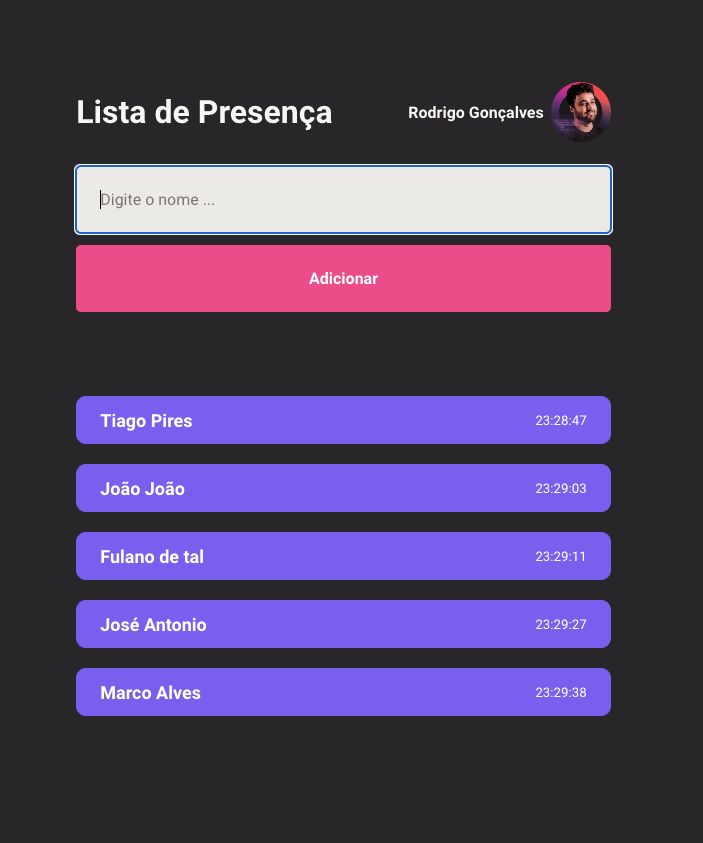 Lista de Presença
Rodrigo Gonçalves
Digite o nome ...
Adicionar
Tiago Pires 23:28:47
João João 23:29:03
Fulano de tal 23:29:11
José Antonio 23:29:27
Marco Alves 23:29:38